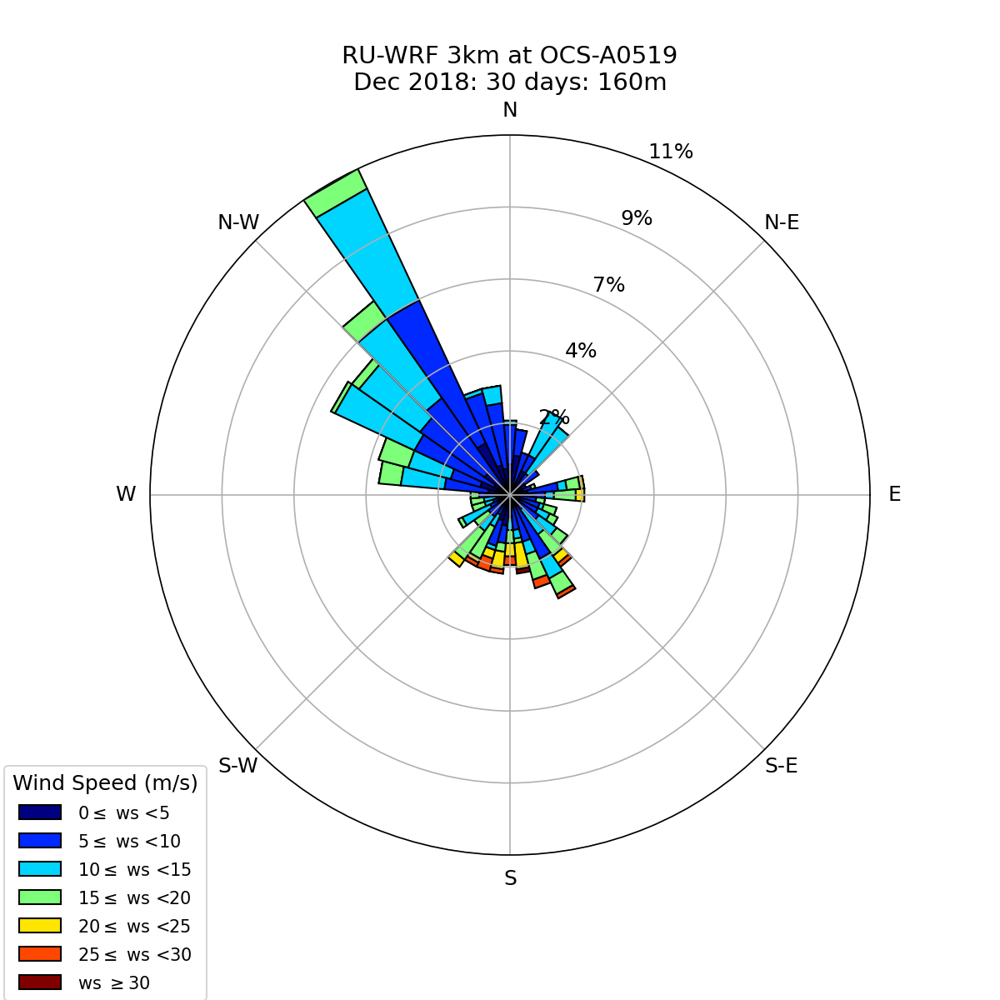 RU-WRF 3km at OCS-A0519
Dec 2018: 30 days: 160m
N
11%
N-W
9%
N-E
7%
4%
2%
W
E
S-W
S-E
S
Wind Speed (m/s)
0≤ ws <5
5≤ ws <10
10≤ ws <15
15≤ ws <20
20≤ ws <25
25≤ ws <30
ws ≥30